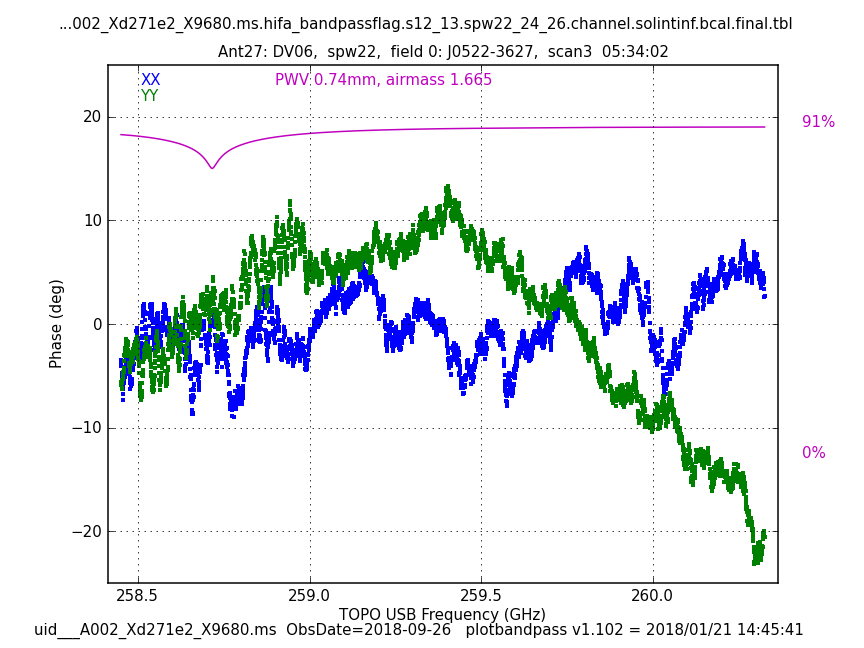 ...002_Xd271e2_X9680.ms.hifa_bandpassflag.s12_13.spw22_24_26.channel.solintinf.bcal.final.tbl
Ant27: DV06, spw22, field 0: J0522-3627, scan3 05:34:02
XX
YY
PWV 0.74mm, airmass 1.665
91%
0%
20
10
0
−10
−20
Phase (deg)
258.5 259.0 259.5 260.0
TOPO USB Frequency (GHz)
uid___A002_Xd271e2_X9680.ms ObsDate=2018-09-26 plotbandpass v1.102 = 2018/01/21 14:45:41